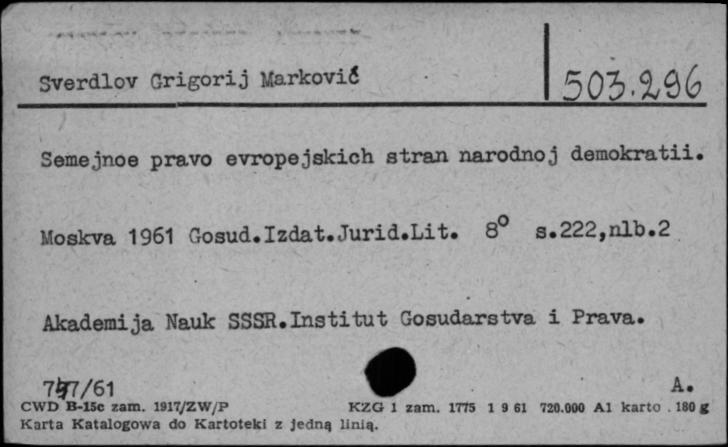 Sverdlov Grigorij Marković
503.296
Semejnoe pravo evropejskich stran narodnoj demokratii.
Moskva 1961 Gosud.Izdat.Jurid.Lit. 8° s.222,nlb.2
Akademija Nauk SSSR.Institut Gosudarstva i Prava.
A.
CWD B-15c zam. 1917/ZW/P KZG 1 zam. 1775 1 9 61 720.000 A1 karto . 180 g
Karta Katalogowa do Kartoteki z jedną linią.